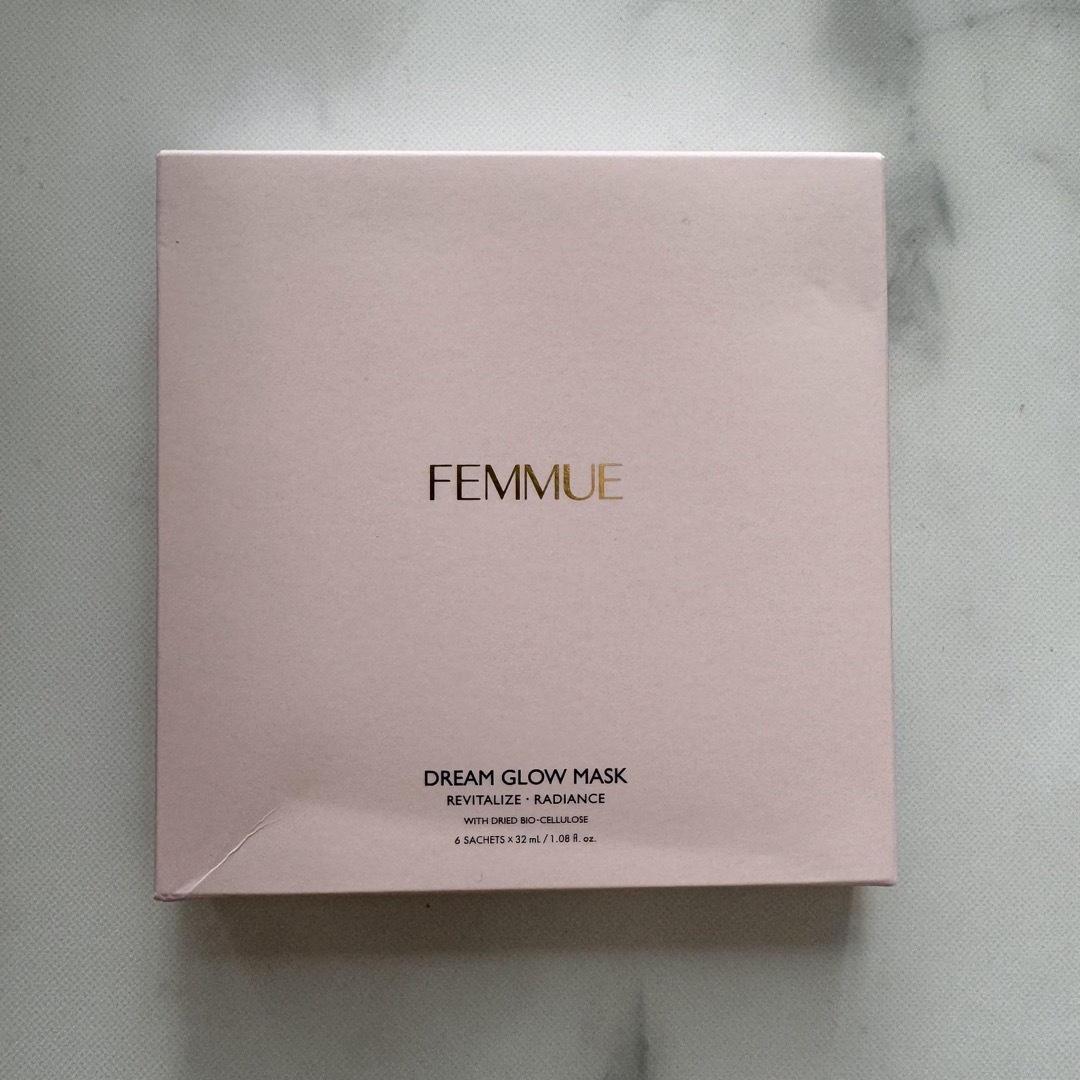 FEMMUE
DREAM GLOW MASK
REVITALIZE · RADIANCE
WITH DRIED BIO-CELLULOSE
6 SACHETS x 32 mL / 1.08 fl. oz.